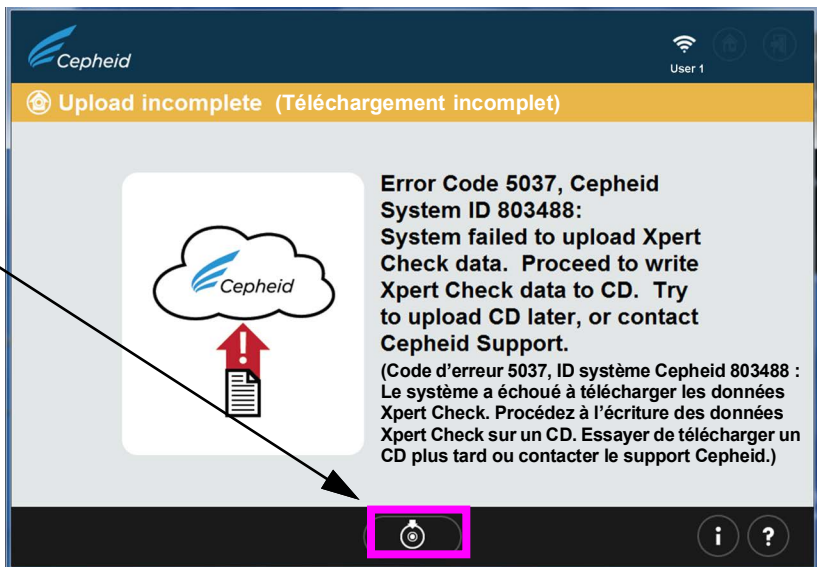 Cepheid
User 1
Upload incomplete (Téléchargement incomplet)
Cepheid
!
Error Code 5037, Cepheid
System ID 803488:
System failed to upload Xpert
Check data. Proceed to write
Xpert Check data to CD. Try
to upload CD later, or contact
Cepheid Support.
(Code d’erreur 5037, ID système Cepheid 803488 :
Le système a échoué à télécharger les données
Xpert Check. Procédez à l’écriture des données
Xpert Check sur un CD. Essayer de télécharger un
CD plus tard ou contacter le support Cepheid.)
i ?